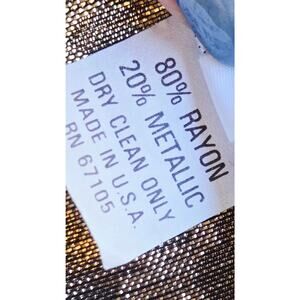 80% RAYON
20% METALLIC
DRY CLEAN ONLY
MADE IN U.S.A.
RN 67105